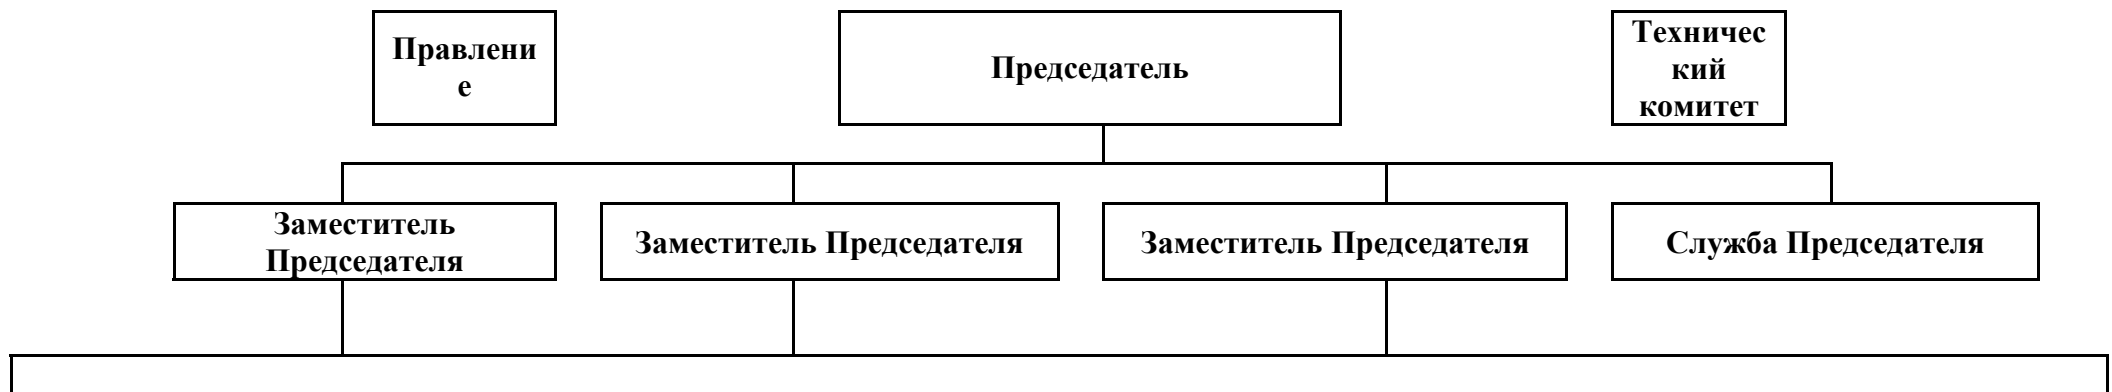 Правлени
е
Председатель
Техничес
кий
комитет
Заместитель
Председателя
Заместитель Председателя
Заместитель Председателя
Служба Председателя